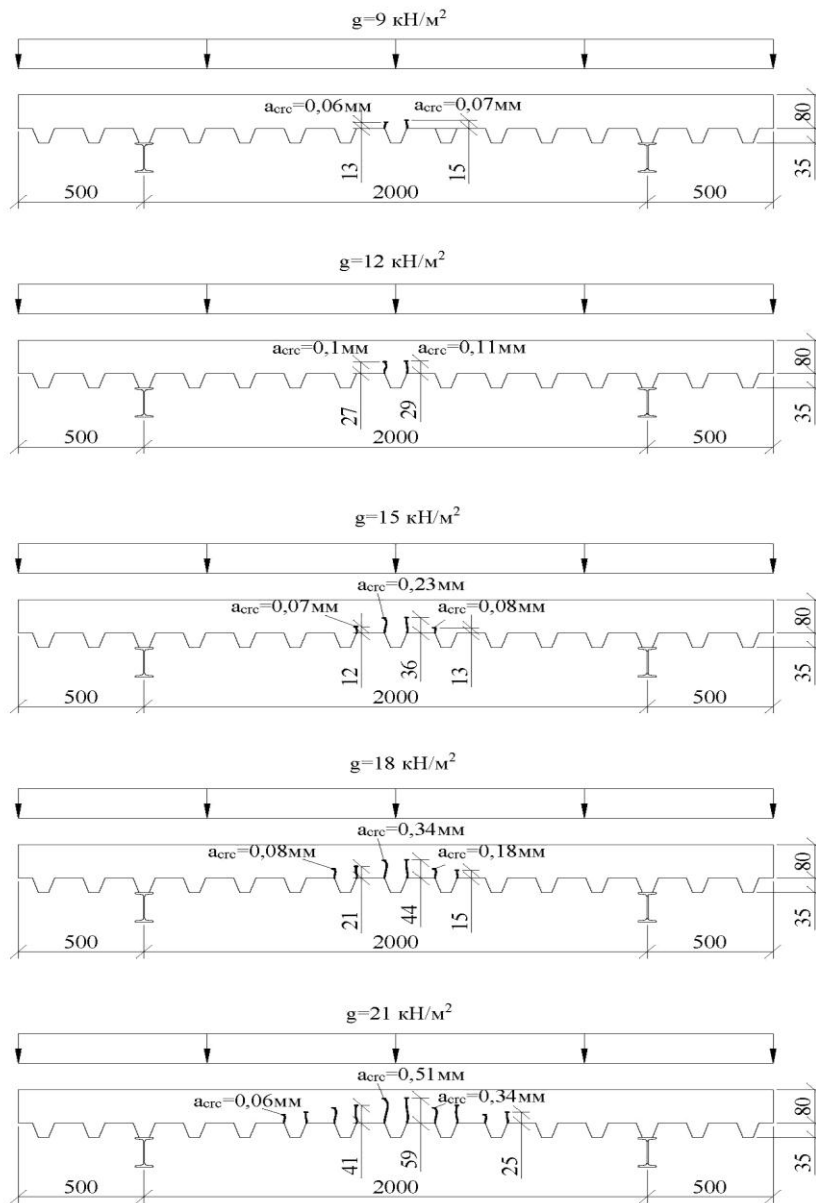 g=9 кН/м²
a_crc=0,06мм a_crc=0,07мм
80
13 15
35
500 2000 500
g=12 кН/м²
a_crc=0,1мм a_crc=0,11мм
80
27 29
35
500 2000 500
g=15 кН/м²
a_crc=0,23мм
a_crc=0,07мм a_crc=0,08мм
80
12 36 13
35
500 2000 500
g=18 кН/м²
a_crc=0,34мм
a_crc=0,08мм a_crc=0,18мм
80
21 44 15
35
500 2000 500
g=21 кН/м²
a_crc=0,51мм
a_crc=0,06мм a_crc=0,34мм
80
41 59 25
35
500 2000 500